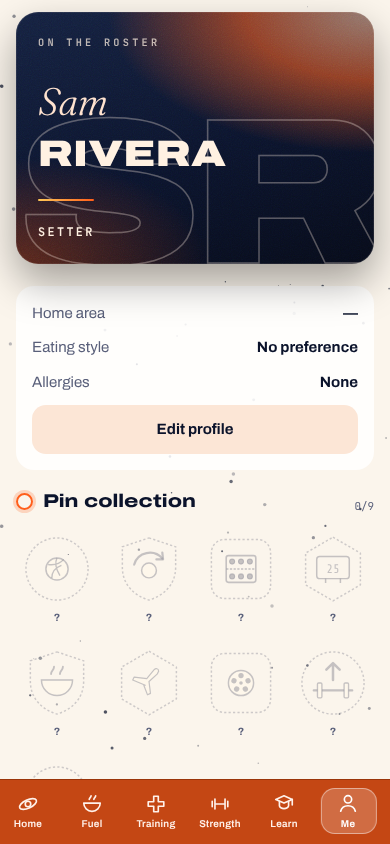 ON THE ROSTER
Sam
RIVERA
SR
SETTER
Home area —
Eating style No preference
Allergies None
Edit profile
Pin collection 0/9
25
? ? ? ?
? ? ? ?
Home Fuel Training Strength Learn Me